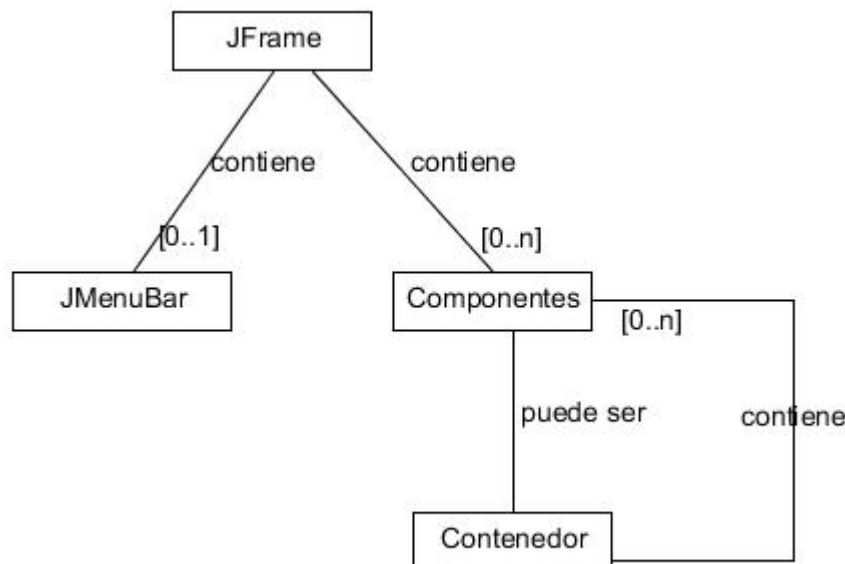 JFrame
contiene
contiene
[0..1]
[0..n]
JMenuBar
Componentes
[0..n]
puede ser
contiene
Contenedor